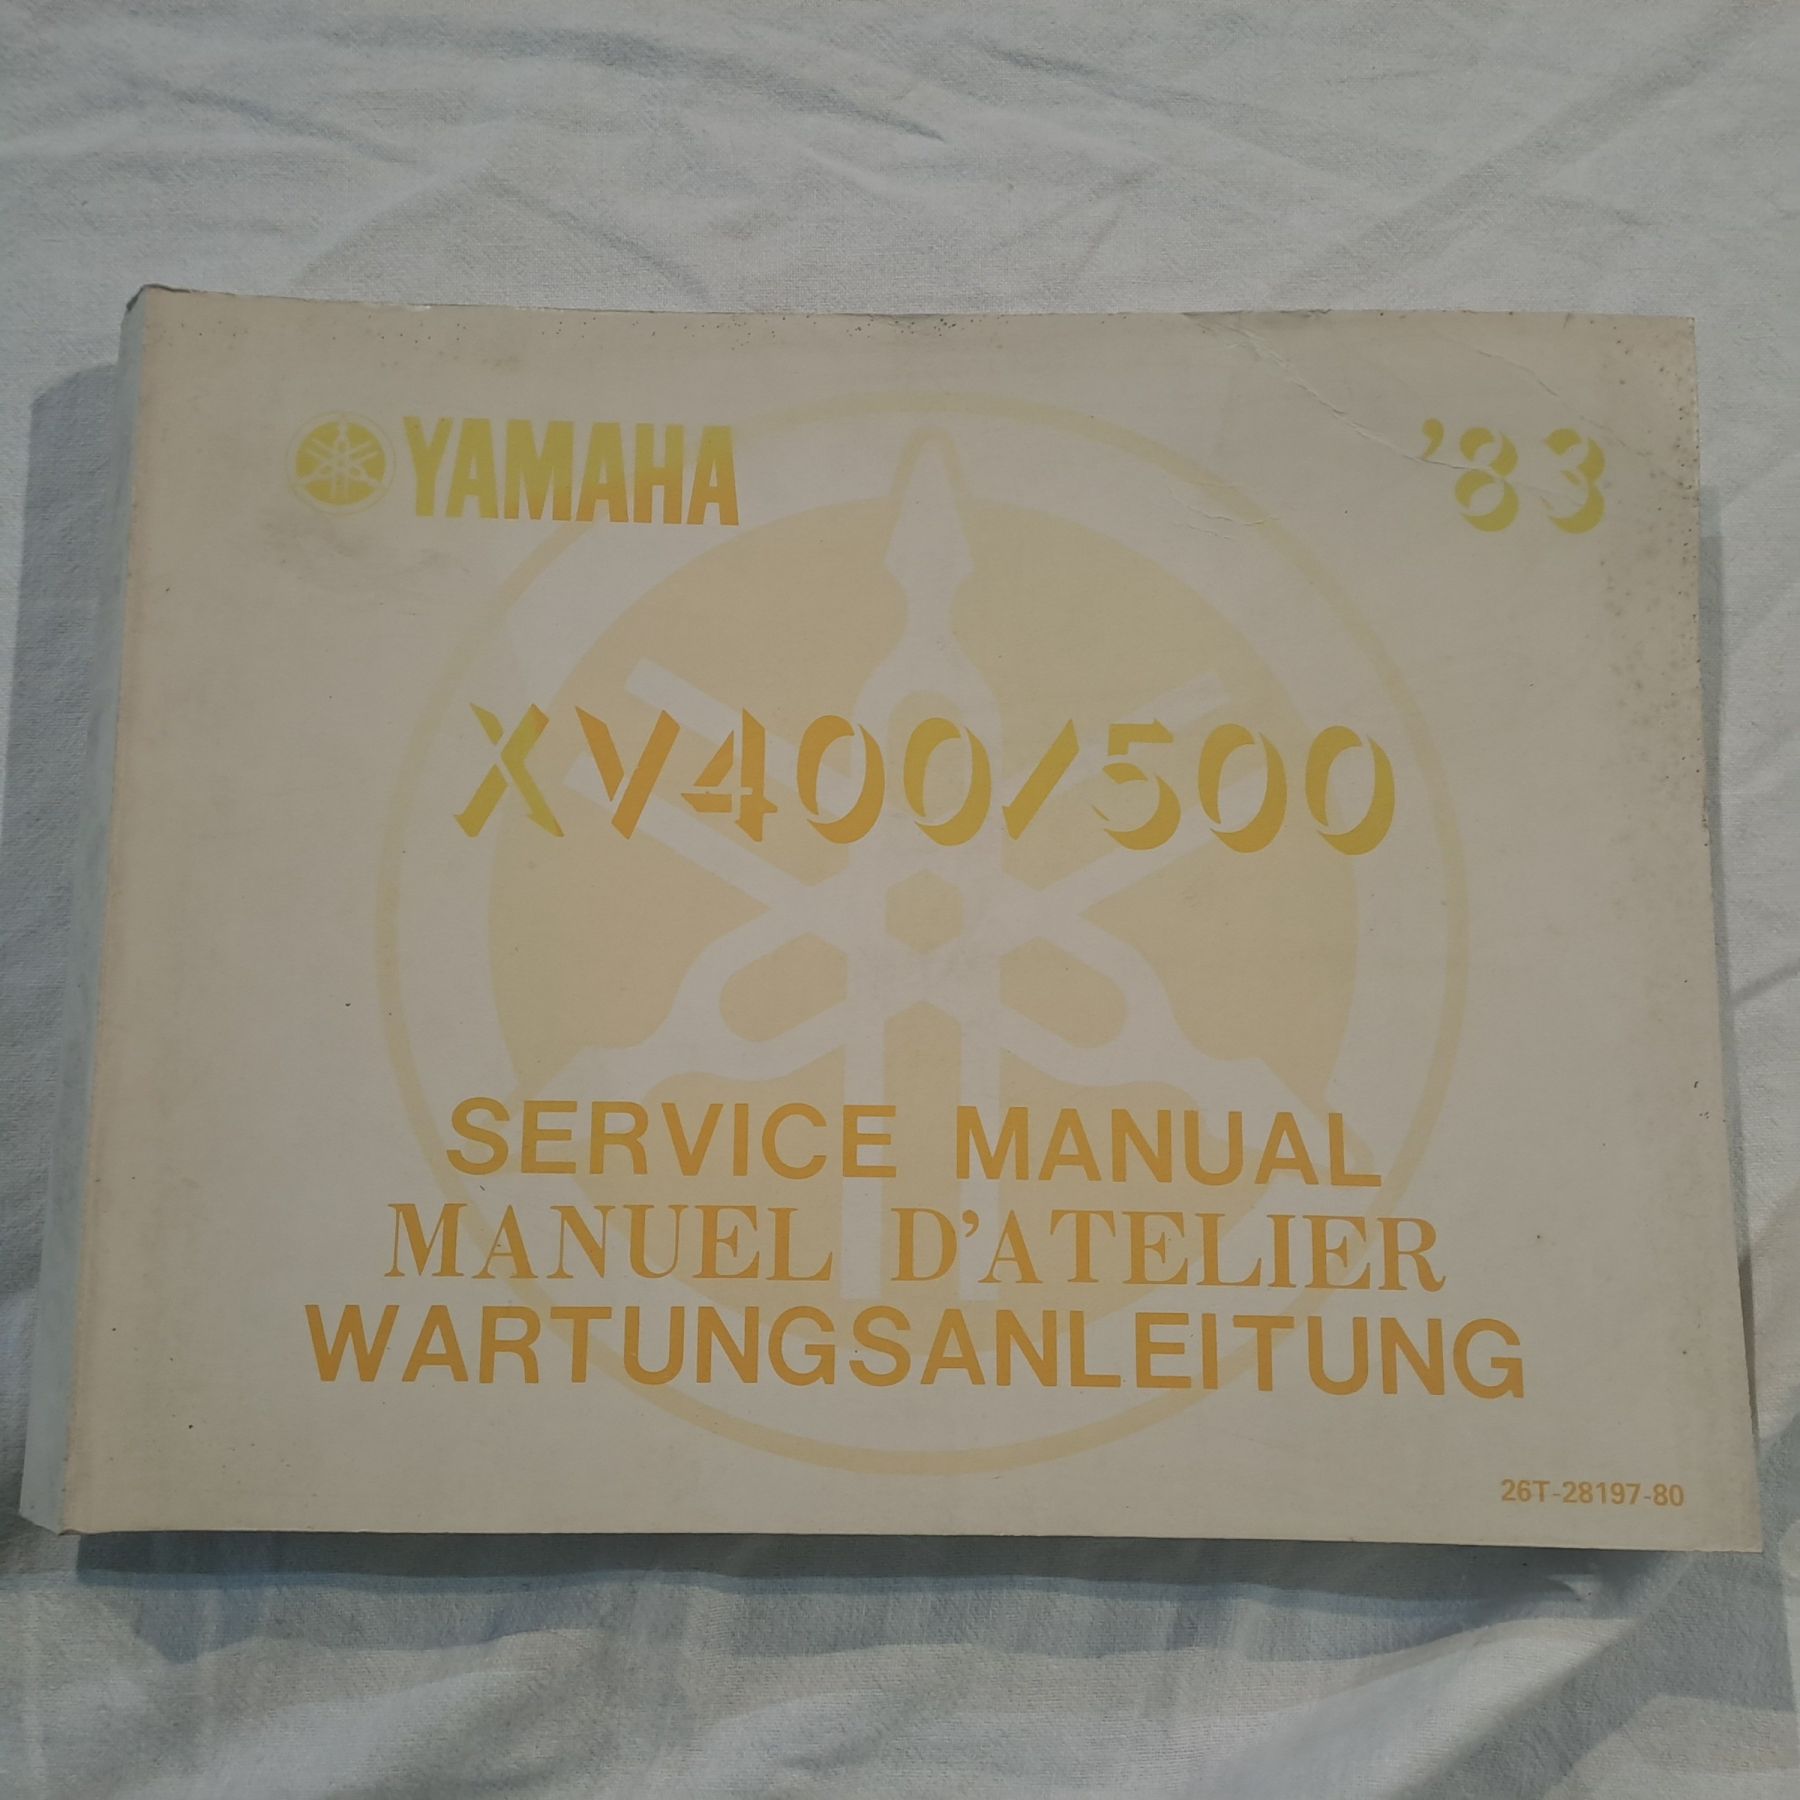 YAMAHA '83
XV400/500
SERVICE MANUAL
MANUEL D'ATELIER
WARTUNGSANLEITUNG
26T-28197-80